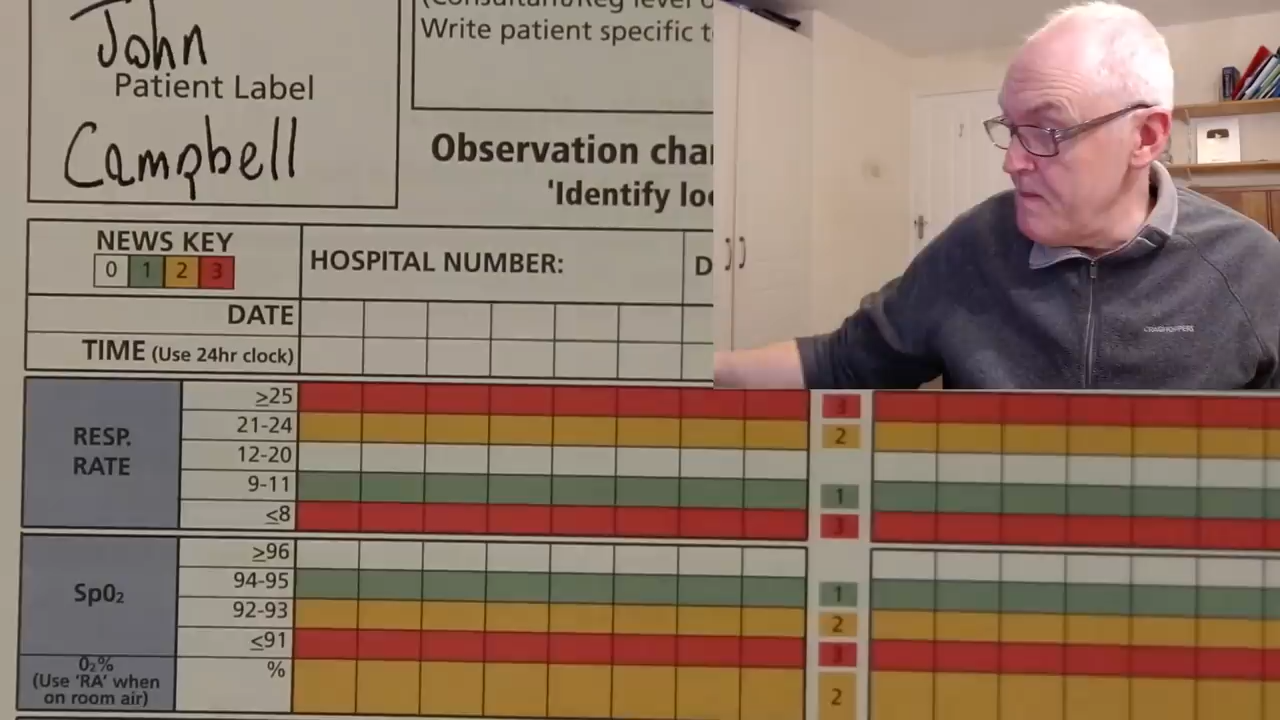 John
Patient Label
Campbell
(Consultant/Reg level o
Write patient specific t
Observation cha
'Identify lo
NEWS KEY
0 1 2 3
HOSPITAL NUMBER:
D
DATE
TIME (Use 24hr clock)
RESP.
RATE
≥25
3
21-24
2
12-20
9-11
1
≤8
3
SpO₂
≥96
94-95
1
92-93
2
≤91
3
O₂%
(Use 'RA' when
on room air)
%
2
CRAGHOPPERS